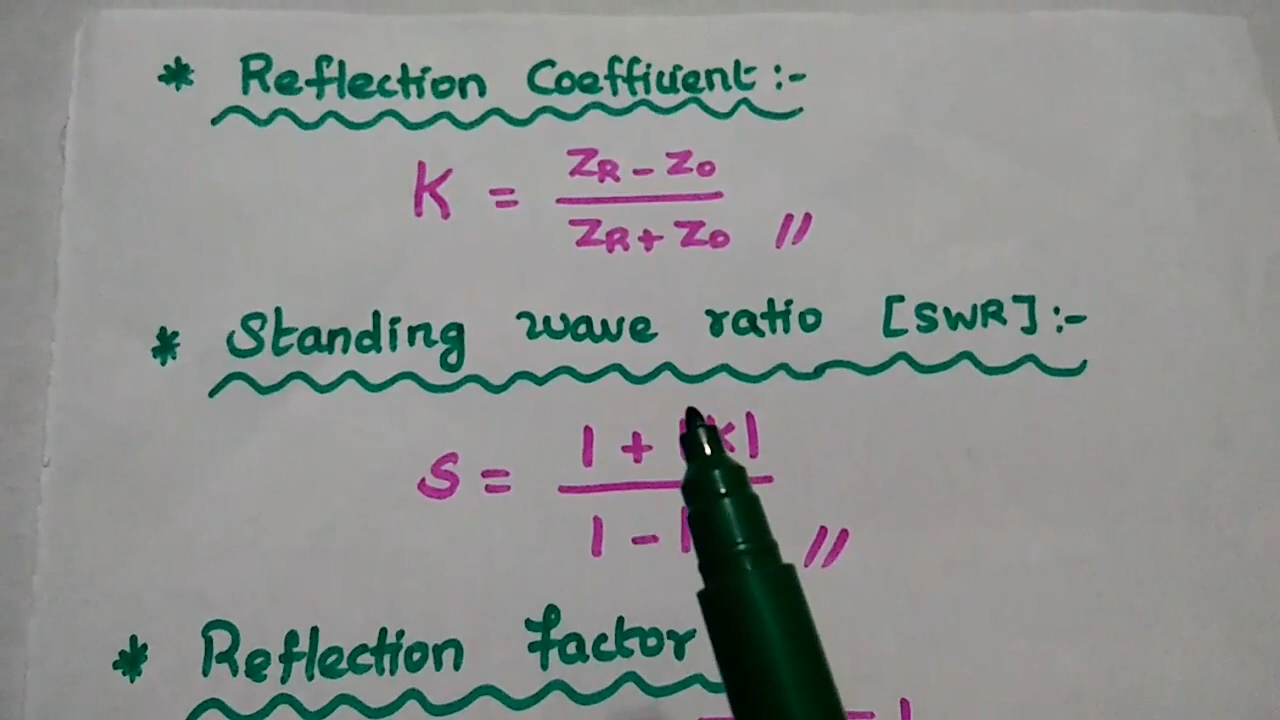 * Reflection Coefficient:-
K = ZR - Z0 / ZR + Z0 //
* Standing wave ratio [SWR]:-
S = 1 + |K| / 1 - | //
* Reflection factor